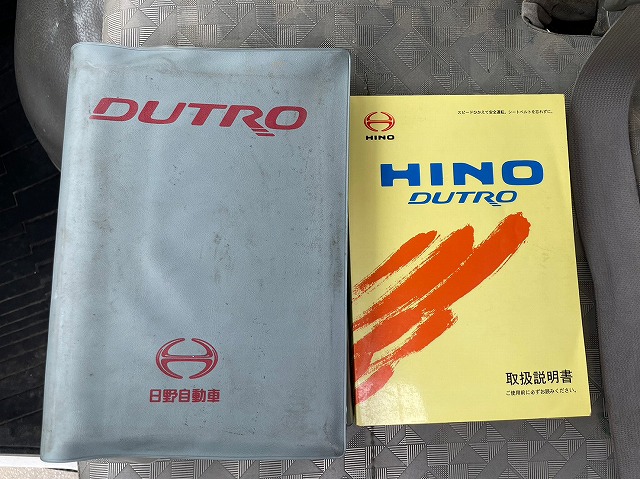 DUTRO
日野自動車
HINO
スピードひかえて安全運転、シートベルトを忘れずに。
HINO
DUTRO
取扱説明書
ご使用前に必ずお読みください。